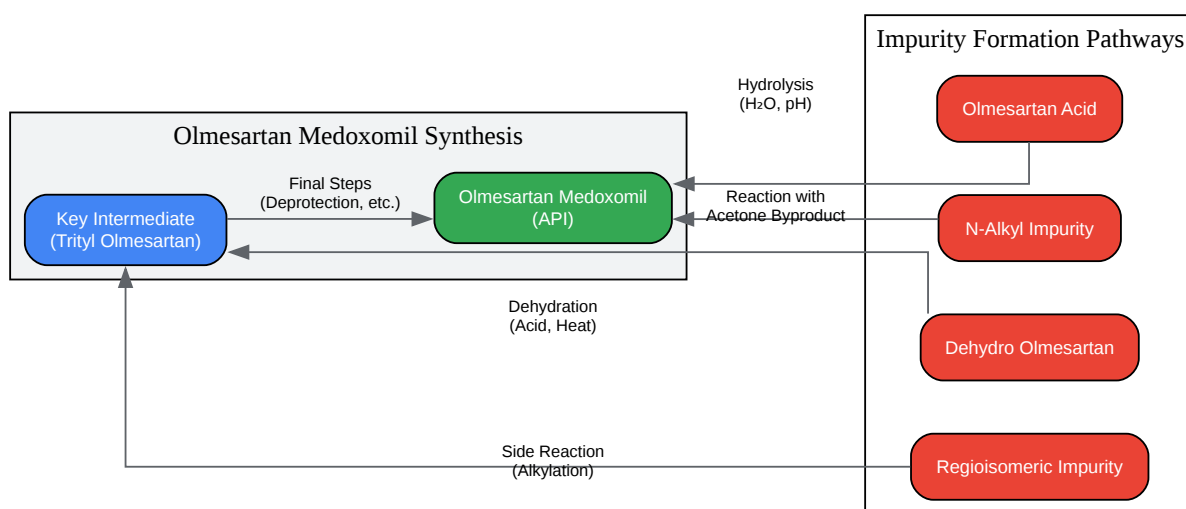 Impurity Formation Pathways
Hydrolysis
(H₂O, pH)
Olmesartan Acid
Olmesartan Medoxomil Synthesis
Final Steps
(Deprotection, etc.)
Olmesartan Medoxomil
(API)
Reaction with
Acetone Byproduct
Key Intermediate
(Trityl Olmesartan)
N-Alkyl Impurity
Dehydration
(Acid, Heat)
Dehydro Olmesartan
Side Reaction
(Alkylation)
Regioisomeric Impurity